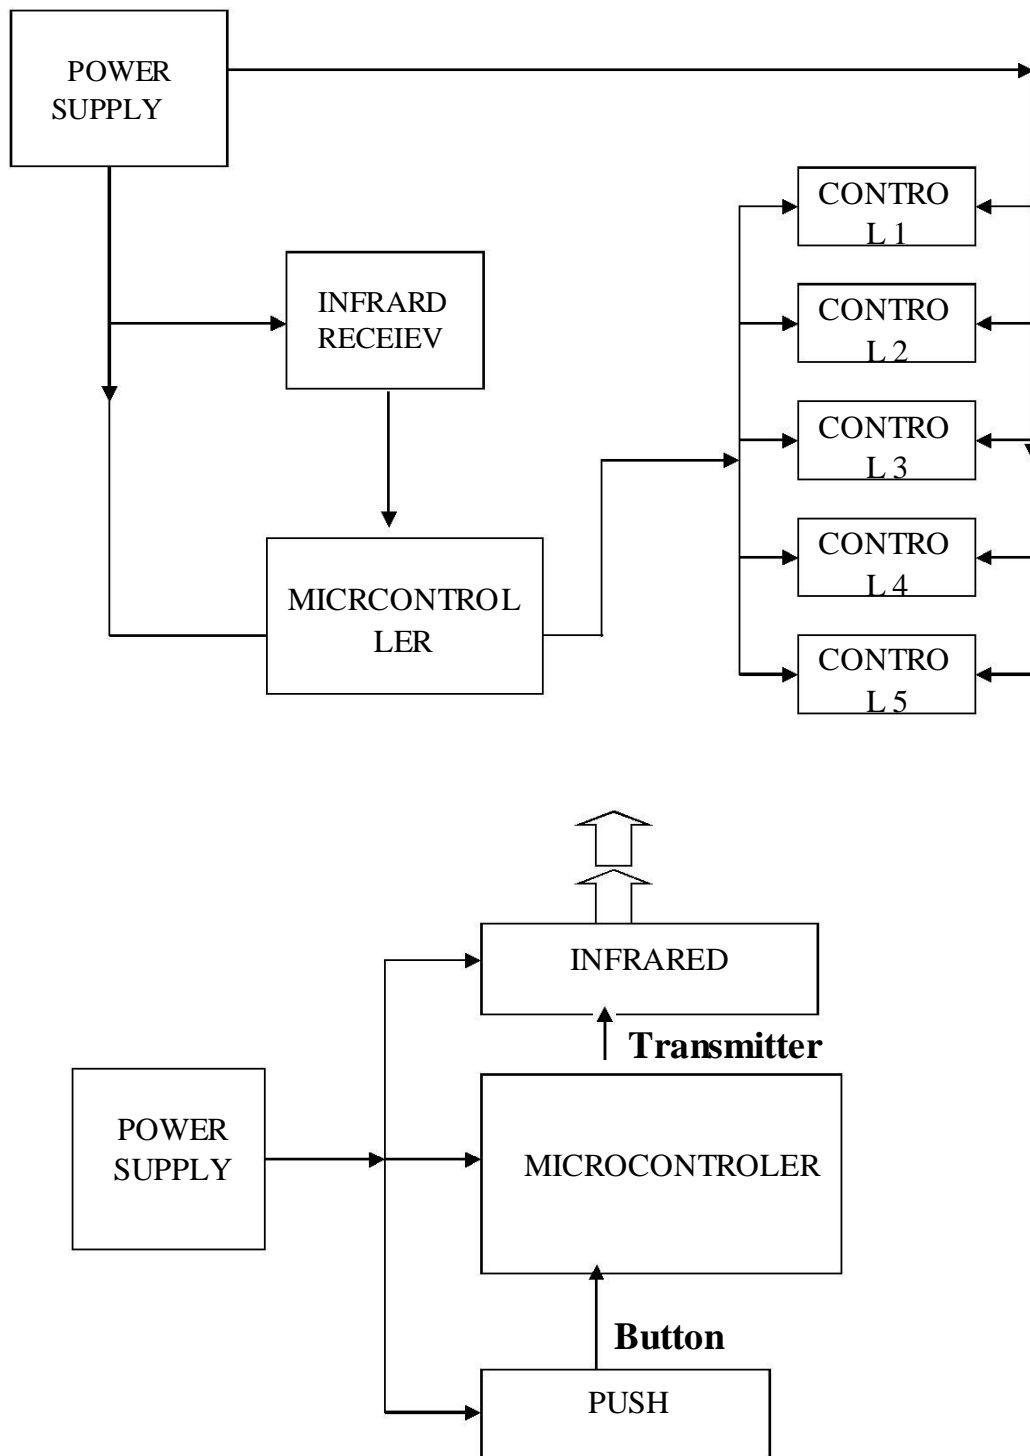 POWER
SUPPLY
CONTRO
L 1
INFRARD
RECEIEV
CONTRO
L 2
CONTRO
L 3
CONTRO
L 4
MICRCONTROL
LER
CONTRO
L 5
INFRARED
Transmitter
POWER
SUPPLY
MICROCONTROLER
Button
PUSH